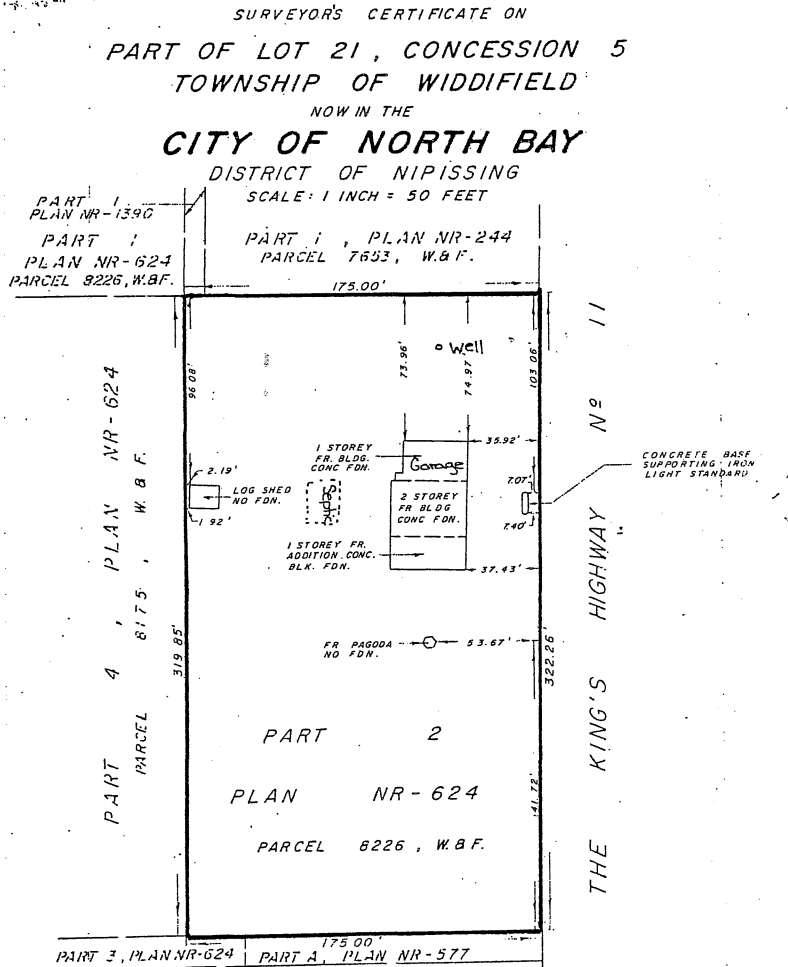 SURVEYOR'S CERTIFICATE ON
PART OF LOT 21, CONCESSION 5
TOWNSHIP OF WIDDIFIELD
NOW IN THE
CITY OF NORTH BAY
DISTRICT OF NIPISSING
SCALE: 1 INCH = 50 FEET
PART 1
PLAN NR-1390
PART 1
PLAN NR-624
PARCEL 8226, W.&F.
PART 1, PLAN NR-244
PARCEL 7653, W.&F.
175.00'
96.08'
73.96'
74.97
103.06'
Well
THE KING'S HIGHWAY Nº 11
PART 4, PLAN NR-624
PARCEL 8175, W.&F.
1 STOREY
FR. BLDG.
CONC FDN.
Garage
35.92'
CONCRETE BASE
SUPPORTING IRON
LIGHT STANDARD
2.19'
LOG SHED
NO FDN.
1.92'
Septic
2 STOREY
FR BLDG
CONC FDN.
7.07'
7.40'
1 STOREY FR.
ADDITION.CONC.
BLK. FDN.
37.43'
FR PAGODA
NO FDN.
53.67'
319.85'
322.26'
141.72'
PART 2
PLAN NR-624
PARCEL 8226, W.&F.
175.00'
PART 3, PLAN NR-624
PART A, PLAN NR-577